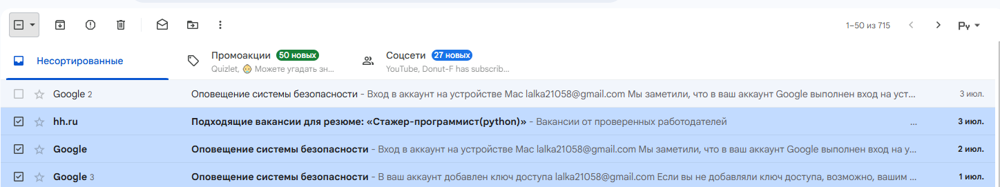 1–50 из 715
Ру
Несортированные
Промоакции 50 новых
Quizlet, 👶 Можете угадать зн...
Соцсети 27 новых
YouTube, Donut-F has subscrib...
Google 2 Оповещение системы безопасности - Вход в аккаунт на устройстве Mac lalka21058@gmail.com Мы заметили, что в ваш аккаунт Google выполнен вход на уст... 3 июл.
hh.ru Подходящие вакансии для резюме: «Стажер-программист(python)» - Вакансии от проверенных работодателей ... 3 июл.
Google Оповещение системы безопасности - Вход в аккаунт на устройстве Mac lalka21058@gmail.com Мы заметили, что в ваш аккаунт Google выполнен вход на у... 2 июл.
Google 3 Оповещение системы безопасности - В ваш аккаунт добавлен ключ доступа lalka21058@gmail.com Если вы не добавляли ключ доступа, возможно, вашим ... 1 июл.